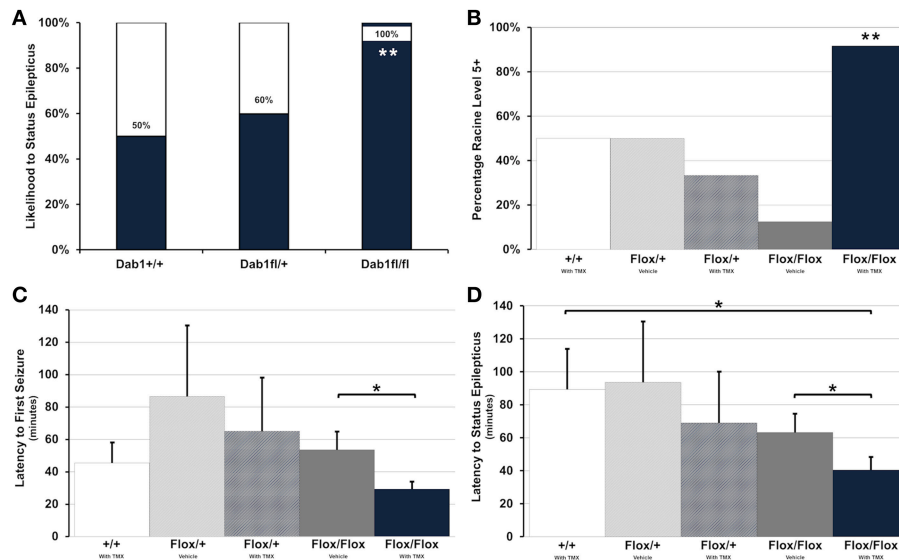 A
Likelihood to Status Epilepticus
100%
80%
60%
40%
20%
0%
50%
60%
100%
**
Dab1+/+
Dab1fl/+
Dab1fl/fl
B
Percentage Racine Level 5+
100%
80%
60%
40%
20%
0%
**
+/+ Flox/+ Flox/+ Flox/Flox Flox/Flox
With TMX Vehicle With TMX Vehicle With TMX
C
Latency to First Seizure
(minutes)
140
120
100
80
60
40
20
0
*
+/+ Flox/+ Flox/+ Flox/Flox Flox/Flox
With TMX Vehicle With TMX Vehicle With TMX
D
Latency to Status Epilepticus
(minutes)
140
120
100
80
60
40
20
0
*
*
+/+ Flox/+ Flox/+ Flox/Flox Flox/Flox
With TMX Vehicle With TMX Vehicle With TMX